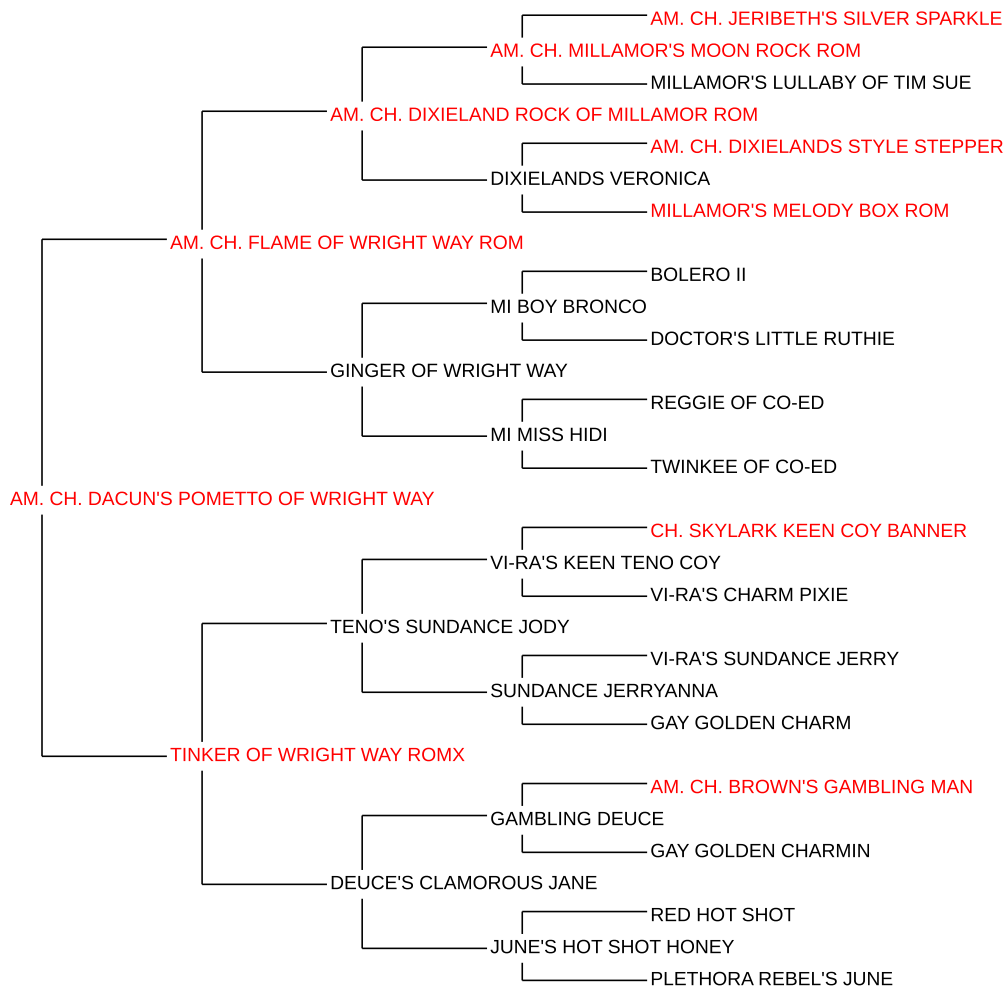 AM. CH. JERIBETH'S SILVER SPARKLE
AM. CH. MILLAMOR'S MOON ROCK ROM
MILLAMOR'S LULLABY OF TIM SUE
AM. CH. DIXIELAND ROCK OF MILLAMOR ROM
AM. CH. DIXIELANDS STYLE STEPPER
DIXIELANDS VERONICA
MILLAMOR'S MELODY BOX ROM
AM. CH. FLAME OF WRIGHT WAY ROM
BOLERO II
MI BOY BRONCO
DOCTOR'S LITTLE RUTHIE
GINGER OF WRIGHT WAY
REGGIE OF CO-ED
MI MISS HIDI
TWINKEE OF CO-ED
AM. CH. DACUN'S POMETTO OF WRIGHT WAY
CH. SKYLARK KEEN COY BANNER
VI-RA'S KEEN TENO COY
VI-RA'S CHARM PIXIE
TENO'S SUNDANCE JODY
VI-RA'S SUNDANCE JERRY
SUNDANCE JERRYANNA
GAY GOLDEN CHARM
TINKER OF WRIGHT WAY ROMX
AM. CH. BROWN'S GAMBLING MAN
GAMBLING DEUCE
GAY GOLDEN CHARMIN
DEUCE'S CLAMOROUS JANE
RED HOT SHOT
JUNE'S HOT SHOT HONEY
PLETHORA REBEL'S JUNE